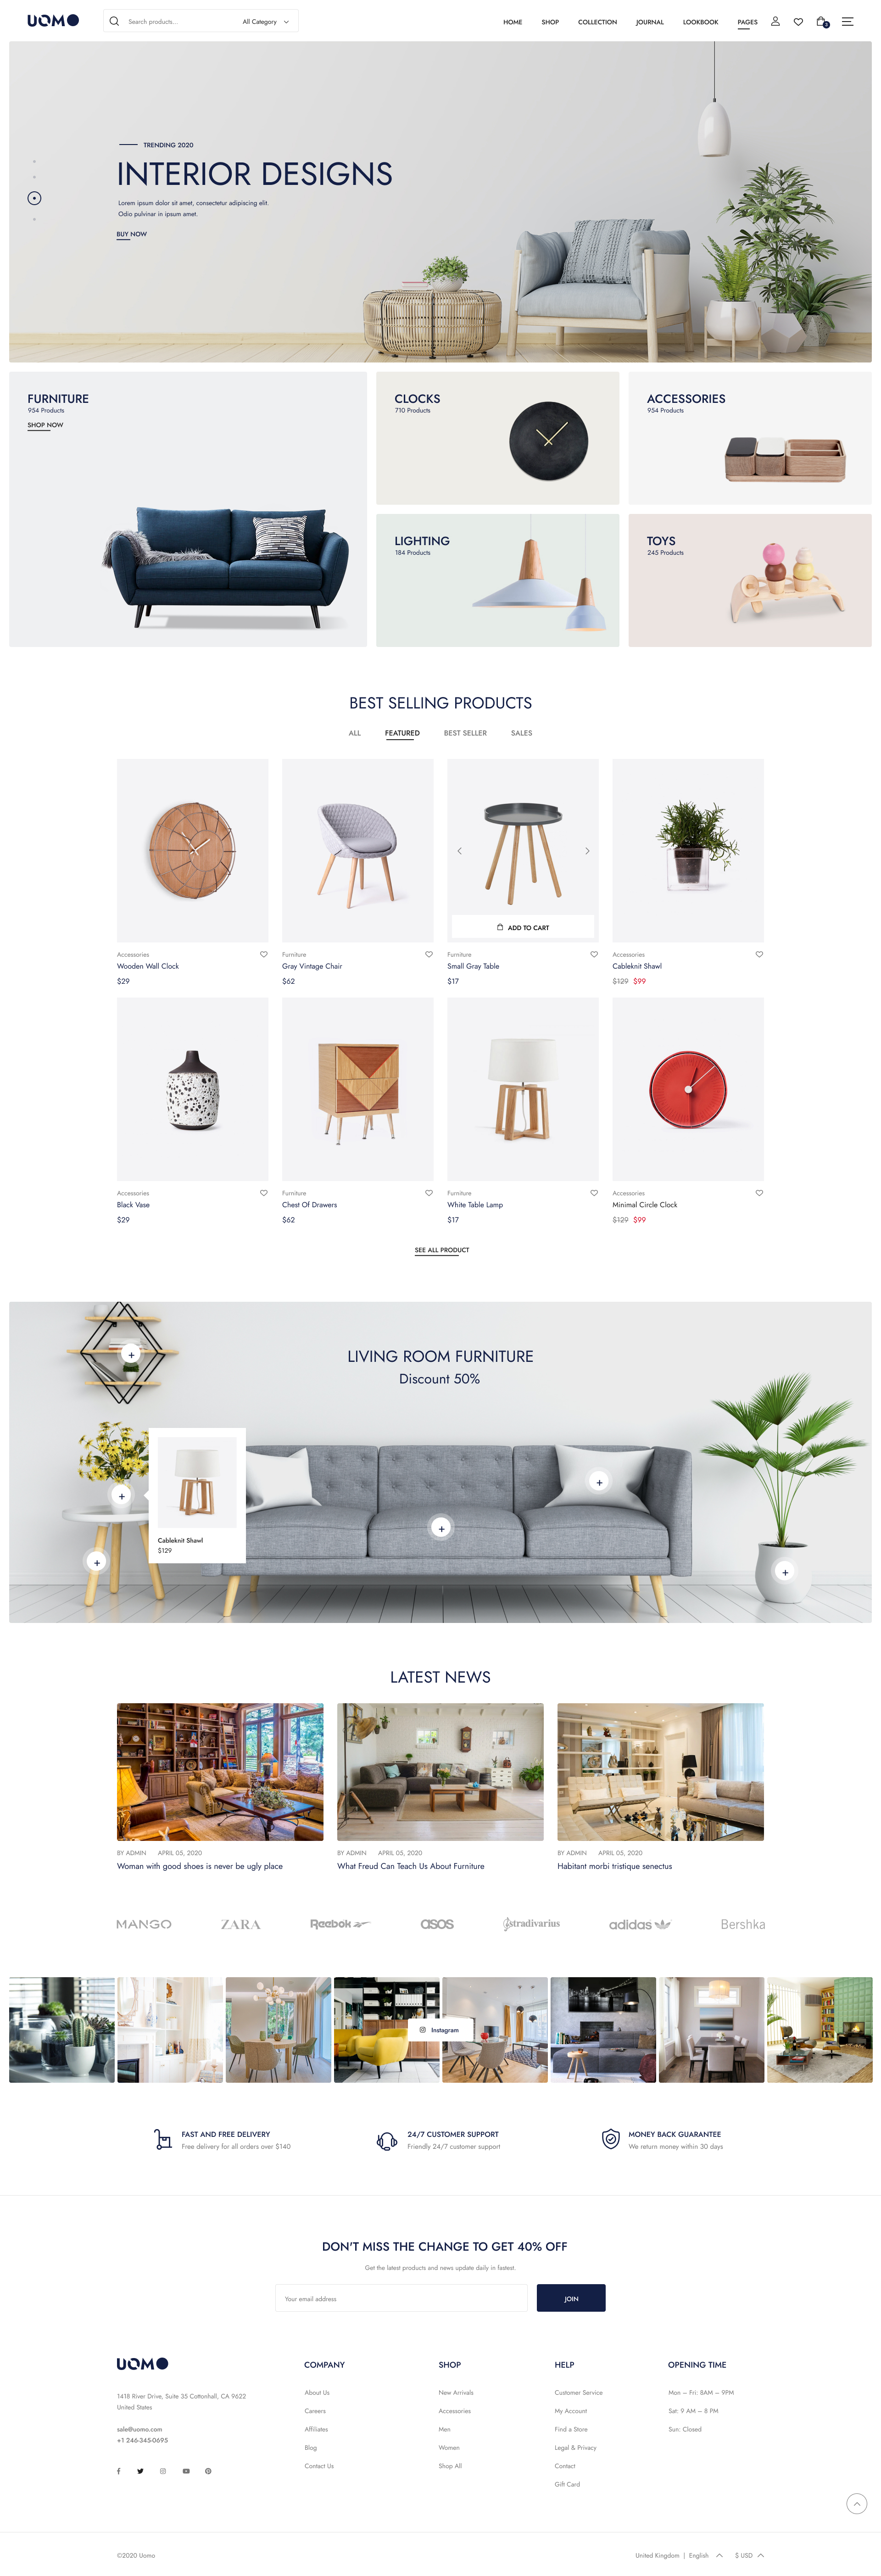 UOMO
Search products...
All Category
HOME SHOP COLLECTION JOURNAL LOOKBOOK PAGES
TRENDING 2020
INTERIOR DESIGNS
Lorem ipsum dolor sit amet, consectetur adipiscing elit.
Odio pulvinar in ipsum amet.
BUY NOW
FURNITURE
954 Products
SHOP NOW
CLOCKS
710 Products
ACCESSORIES
954 Products
LIGHTING
184 Products
TOYS
245 Products
BEST SELLING PRODUCTS
ALL FEATURED BEST SELLER SALES
ADD TO CART
Accessories Furniture Furniture Accessories
Wooden Wall Clock Gray Vintage Chair Small Gray Table Cableknit Shawl
$29 $62 $17 $129 $99
Accessories Furniture Furniture Accessories
Black Vase Chest Of Drawers White Table Lamp Minimal Circle Clock
$29 $62 $17 $129 $99
SEE ALL PRODUCT
LIVING ROOM FURNITURE
Discount 50%
Cableknit Shawl
$129
LATEST NEWS
BY ADMIN APRIL 05, 2020
Woman with good shoes is never be ugly place
BY ADMIN APRIL 05, 2020
What Freud Can Teach Us About Furniture
BY ADMIN APRIL 05, 2020
Habitant morbi tristique senectus
MANGO ZARA Reebok asos stradivarius adidas Bershka
Instagram
FAST AND FREE DELIVERY
Free delivery for all orders over $140
24/7 CUSTOMER SUPPORT
Friendly 24/7 customer support
MONEY BACK GUARANTEE
We return money within 30 days
DON'T MISS THE CHANGE TO GET 40% OFF
Get the latest products and news update daily in fastest.
Your email address
JOIN
UOMO
1418 River Drive, Suite 35 Cottonhall, CA 9622
United States
sale@uomo.com
+1 246-345-0695
COMPANY
About Us
Careers
Affiliates
Blog
Contact Us
SHOP
New Arrivals
Accessories
Men
Women
Shop All
HELP
Customer Service
My Account
Find a Store
Legal & Privacy
Contact
Gift Card
OPENING TIME
Mon – Fri: 8AM – 9PM
Sat: 9 AM – 8 PM
Sun: Closed
©2020 Uomo
United Kingdom | English
$ USD